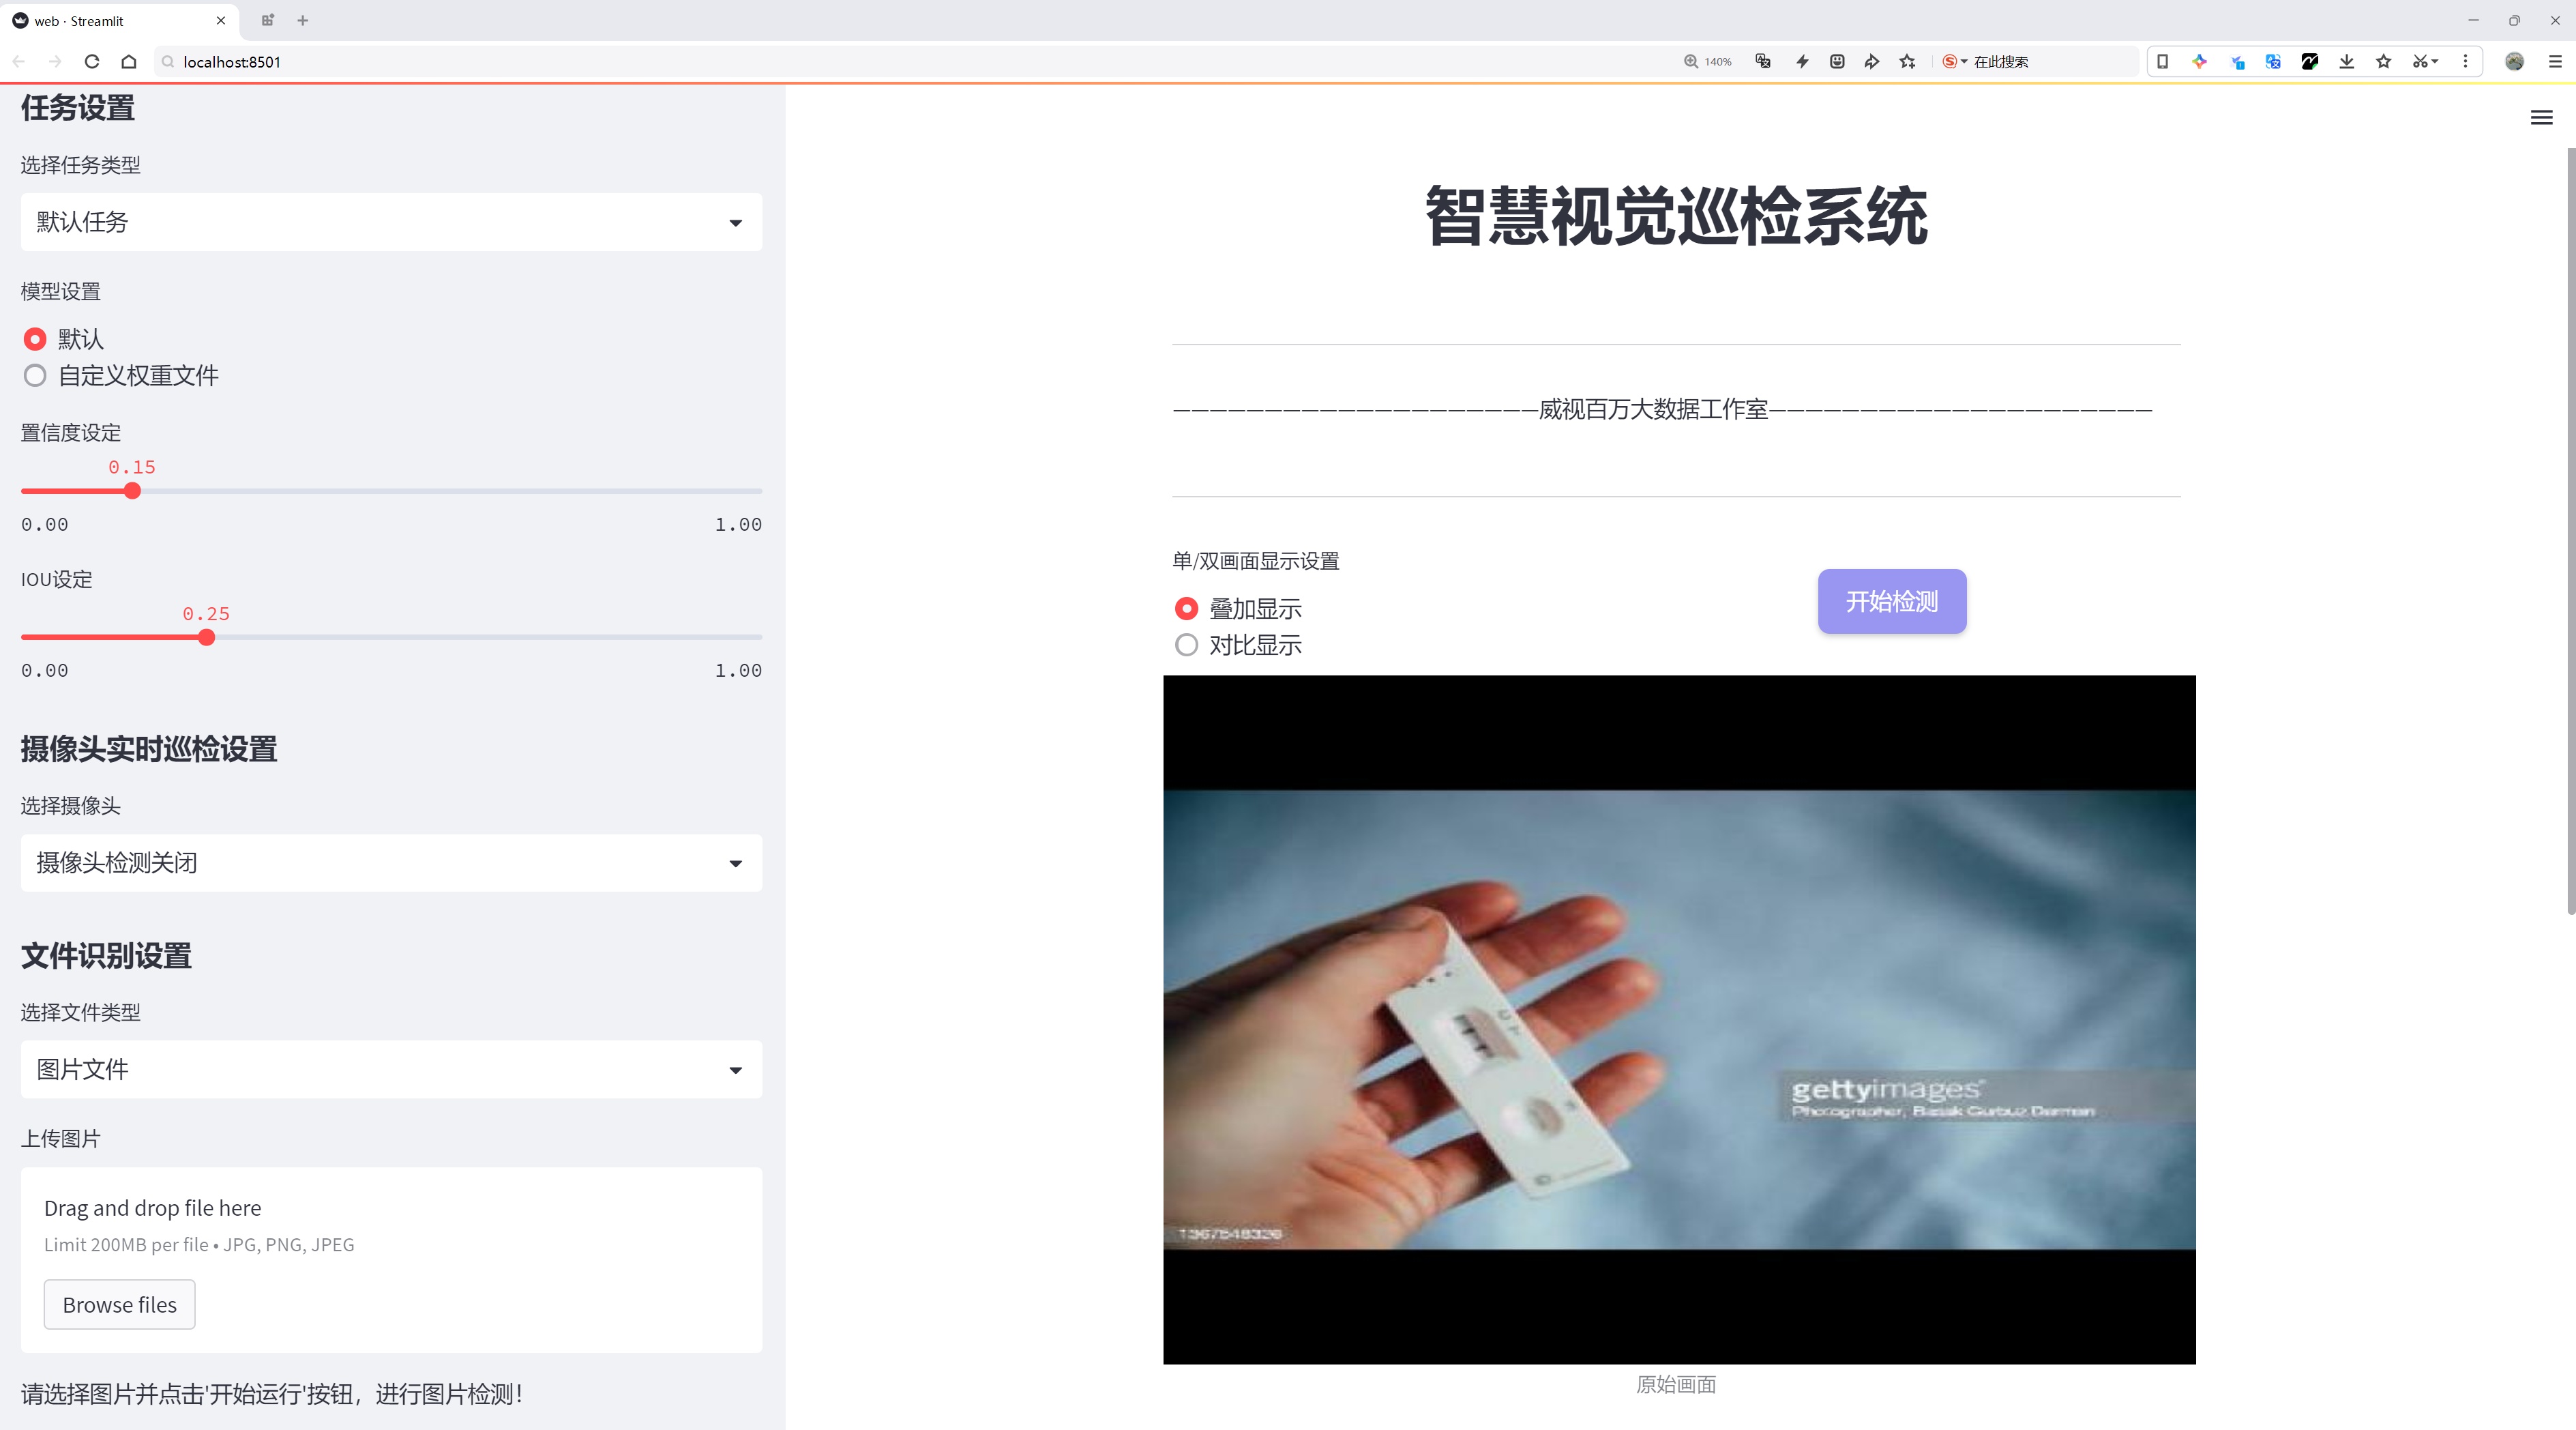 web · Streamlit
localhost:8501
140%
在此搜索
任务设置
选择任务类型
默认任务
模型设置
默认
自定义权重文件
置信度设定
0.15
0.00 1.00
IOU设定
0.25
0.00 1.00
摄像头实时巡检设置
选择摄像头
摄像头检测关闭
文件识别设置
选择文件类型
图片文件
上传图片
Drag and drop file here
Limit 200MB per file • JPG, PNG, JPEG
Browse files
请选择图片并点击'开始运行'按钮，进行图片检测！
智慧视觉巡检系统
————————————————————威视百万大数据工作室—————————————————————
单/双画面显示设置
叠加显示
对比显示
开始检测
gettyimages
Photographer, Basak Gurbuz Derman
1367548326
原始画面